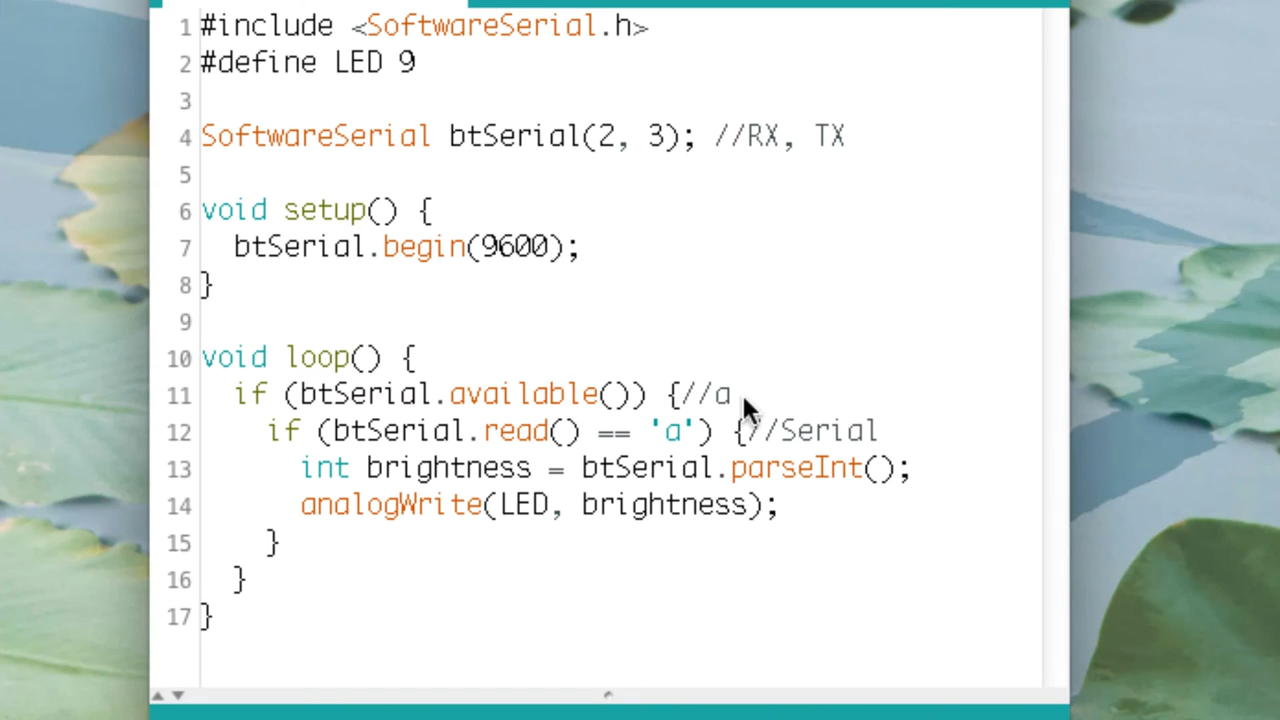 1 #include <SoftwareSerial.h>
2 #define LED 9
3
4 SoftwareSerial btSerial(2, 3); //RX, TX
5
6 void setup() {
7   btSerial.begin(9600);
8 }
9
10 void loop() {
11   if (btSerial.available()) {//a
12     if (btSerial.read() == 'a') {//Serial
13       int brightness = btSerial.parseInt();
14       analogWrite(LED, brightness);
15     }
16   }
17 }